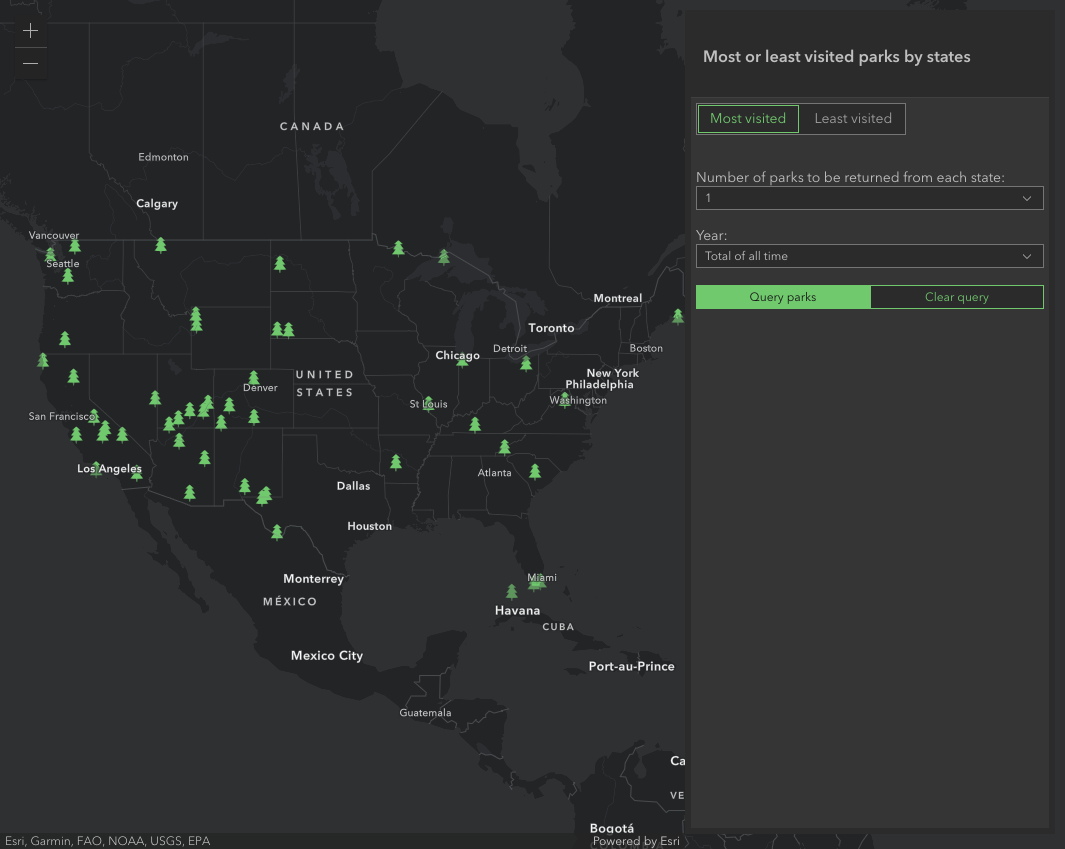 +
−
Most or least visited parks by states
Most visited
Least visited
Number of parks to be returned from each state:
1
Year:
Total of all time
Query parks
Clear query
CANADA
Edmonton
Calgary
Vancouver
Seattle
Montreal
Toronto
Detroit
Boston
Chicago
New York
UNITED
STATES
Philadelphia
Denver
Washington
St Louis
San Francisco
Los Angeles
Atlanta
Dallas
Houston
Miami
Monterrey
MÉXICO
Havana
CUBA
Mexico City
Port-au-Prince
Guatemala
Ca
VE
Bogotá
Esri, Garmin, FAO, NOAA, USGS, EPA
Powered by Esri